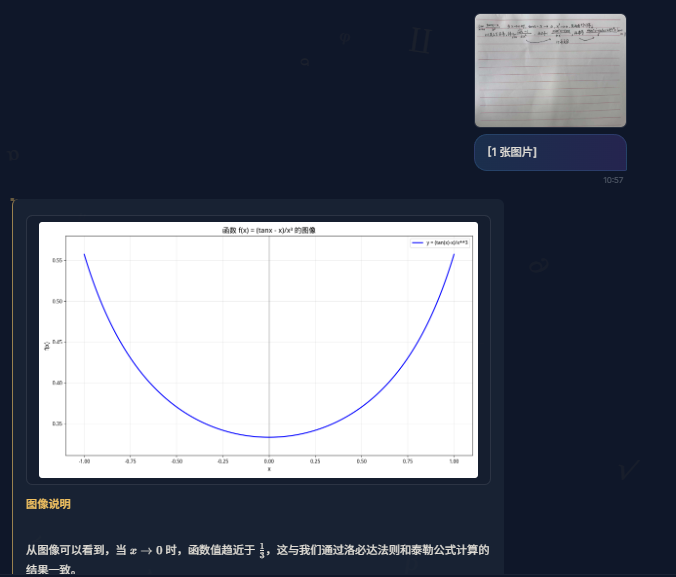 [1 张图片]
10:57
函数 f(x) = (tanx - x)/x³ 的图像
y = (tan(x)-x)/x**3
f(x)
0.55
0.50
0.45
0.40
0.35
-1.00 -0.75 -0.50 -0.25 0.00 0.25 0.50 0.75 1.00
x
图像说明
从图像可以看到，当 x → 0 时，函数值趋近于 1/3，这与我们通过洛必达法则和泰勒公式计算的
结果一致。